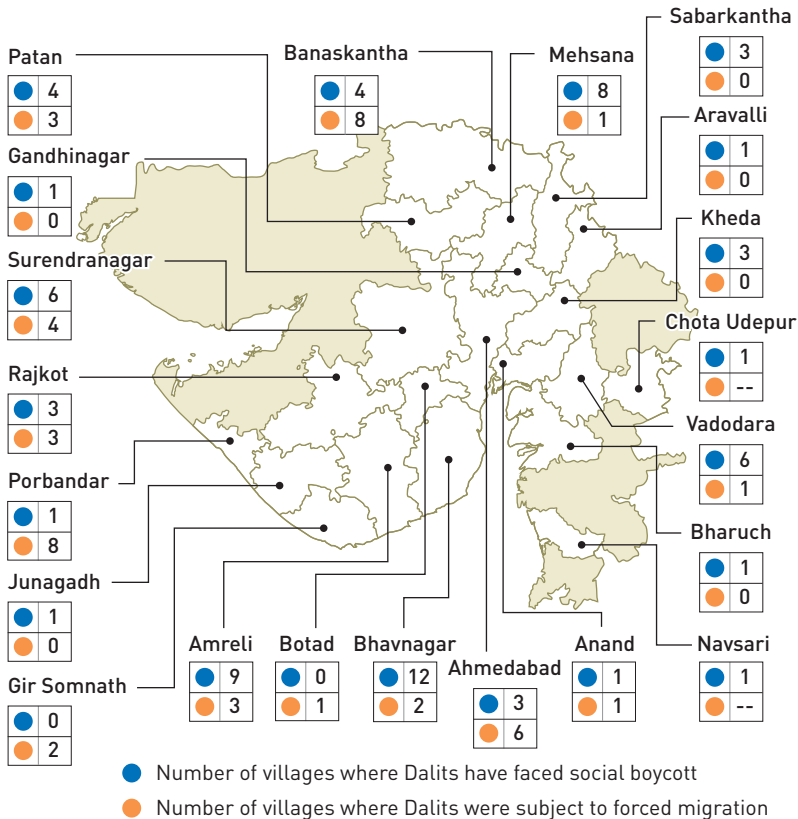 Sabarkantha
3
0
Patan
4
3
Banaskantha
4
8
Mehsana
8
1
Aravalli
1
0
Gandhinagar
1
0
Kheda
3
0
Surendranagar
6
4
Chota Udepur
1
--
Rajkot
3
3
Vadodara
6
1
Porbandar
1
8
Bharuch
1
0
Junagadh
1
0
Amreli
9
3
Botad
0
1
Bhavnagar
12
2
Ahmedabad
3
6
Anand
1
1
Navsari
1
--
Gir Somnath
0
2
Number of villages where Dalits have faced social boycott
Number of villages where Dalits were subject to forced migration